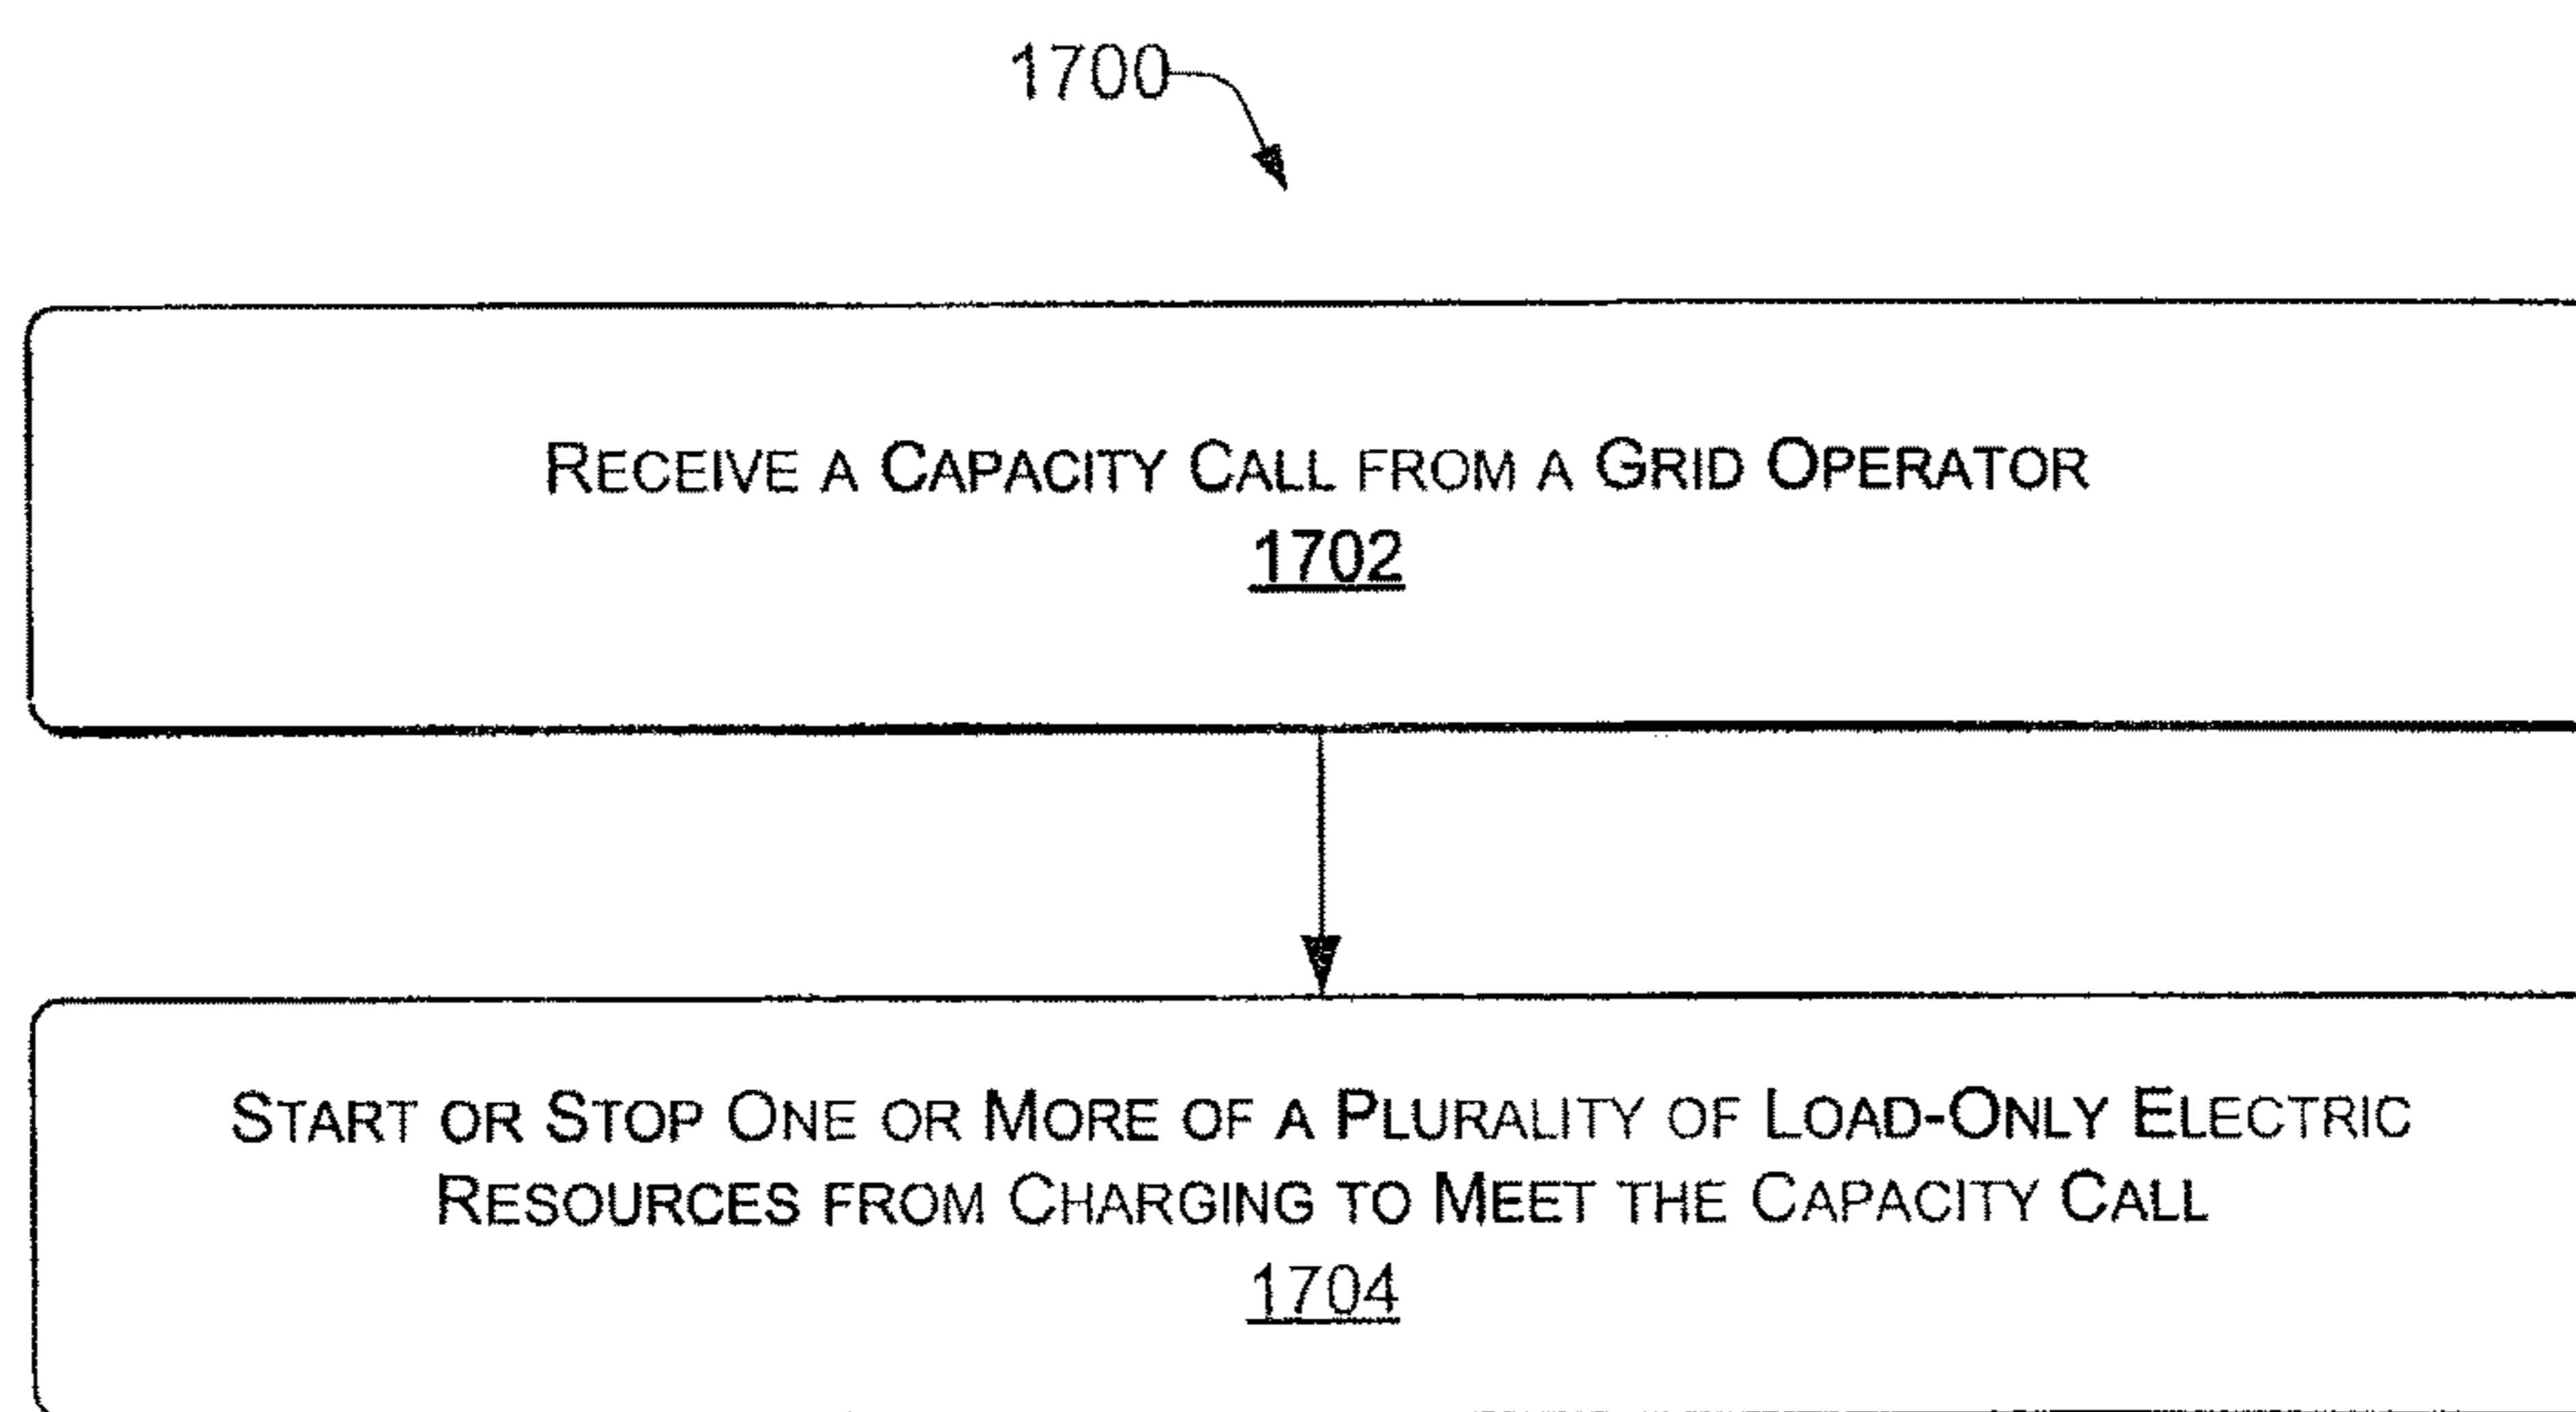 1700
RECEIVE A CAPACITY CALL FROM A GRID OPERATOR
1702
START OR STOP ONE OR MORE OF A PLURALITY OF LOAD-ONLY ELECTRIC
RESOURCES FROM CHARGING TO MEET THE CAPACITY CALL
1704